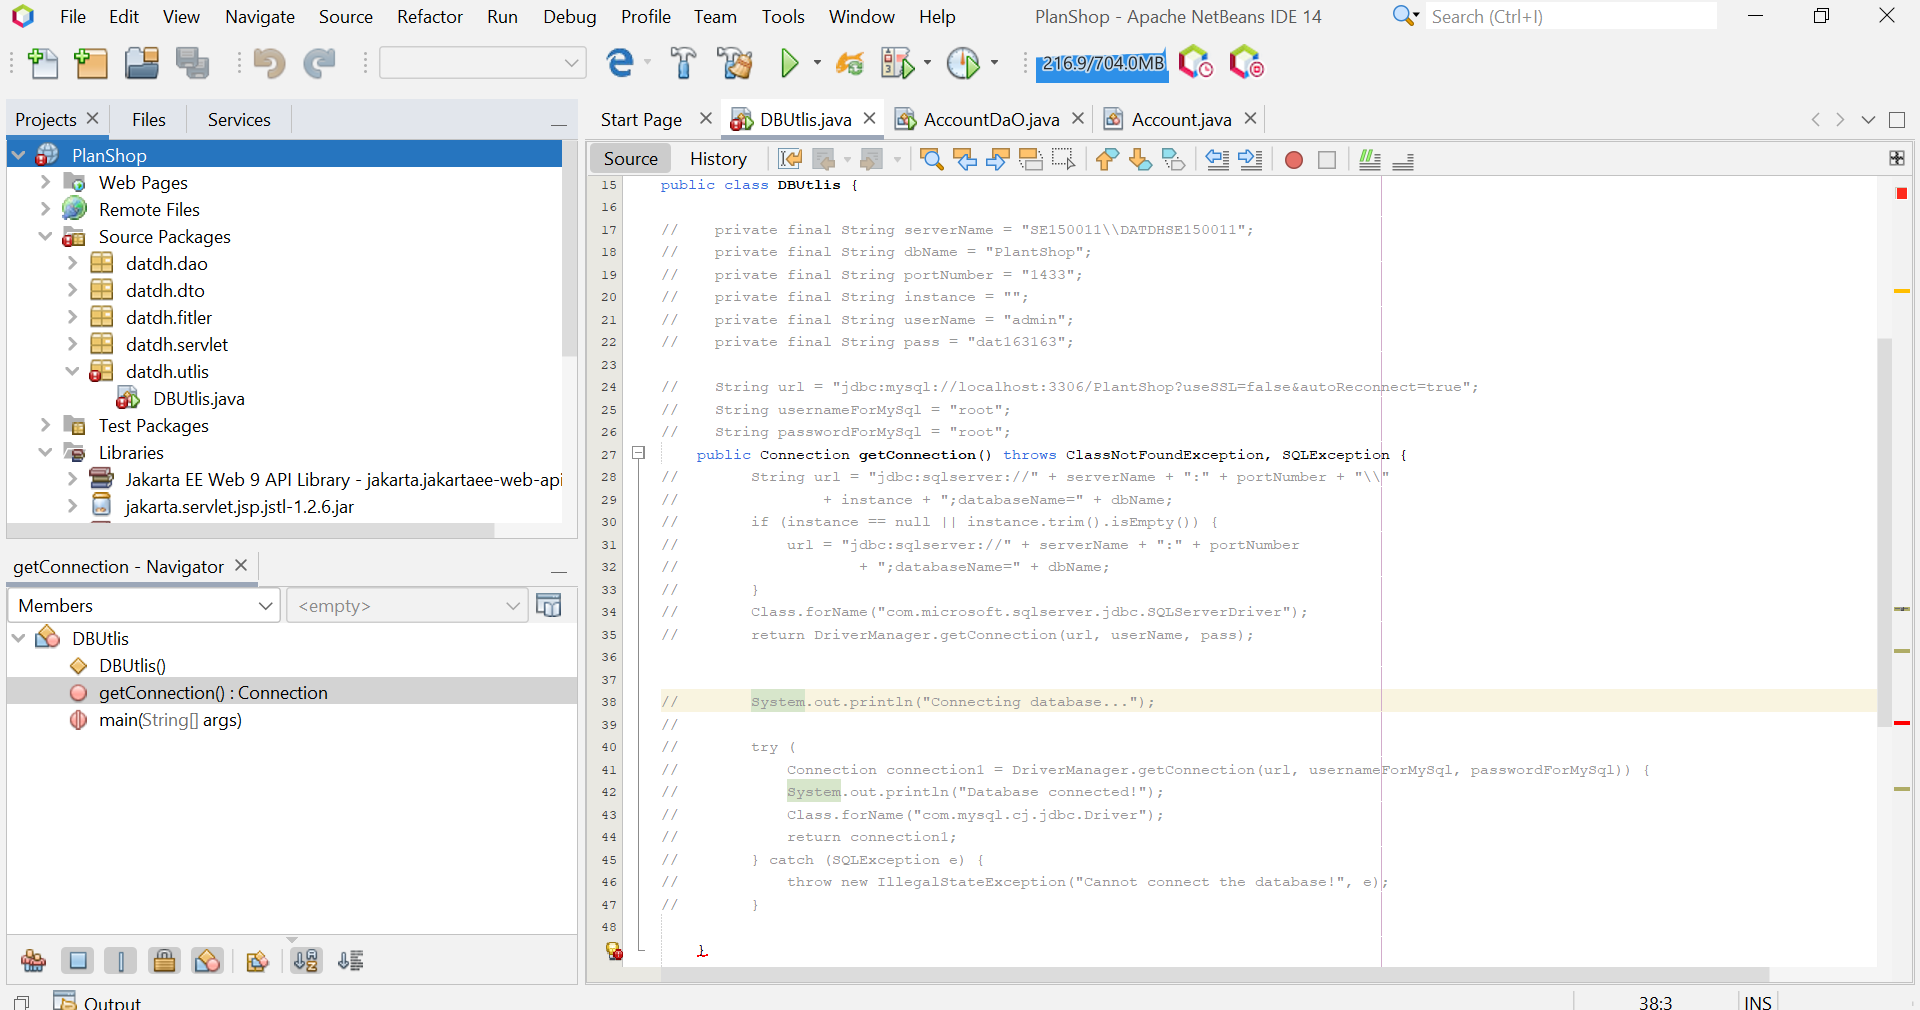 File Edit View Navigate Source Refactor Run Debug Profile Team Tools Window Help PlanShop - Apache NetBeans IDE 14 Search (Ctrl+I)
216.9/704.0MB
Projects Files Services
PlanShop
Web Pages
Remote Files
Source Packages
datdh.dao
datdh.dto
datdh.fitler
datdh.servlet
datdh.utlis
DBUtlis.java
Test Packages
Libraries
Jakarta EE Web 9 API Library - jakarta.jakartaee-web-api
jakarta.servlet.jsp.jstl-1.2.6.jar
getConnection - Navigator
Members <empty>
DBUtlis
DBUtlis()
getConnection() : Connection
main(String[] args)
Output
Start Page DBUtlis.java AccountDaO.java Account.java
Source History
15 public class DBUtlis {
16
17 // private final String serverName = "SE150011\\DATDHSE150011";
18 // private final String dbName = "PlantShop";
19 // private final String portNumber = "1433";
20 // private final String instance = "";
21 // private final String userName = "admin";
22 // private final String pass = "dat163163";
23
24 // String url = "jdbc:mysql://localhost:3306/PlantShop?useSSL=false&autoReconnect=true";
25 // String usernameForMySql = "root";
26 // String passwordForMySql = "root";
27 public Connection getConnection() throws ClassNotFoundException, SQLException {
28 // String url = "jdbc:sqlserver://" + serverName + ":" + portNumber + "\\"
29 // + instance + ";databaseName=" + dbName;
30 // if (instance == null || instance.trim().isEmpty()) {
31 // url = "jdbc:sqlserver://" + serverName + ":" + portNumber
32 // + ";databaseName=" + dbName;
33 // }
34 // Class.forName("com.microsoft.sqlserver.jdbc.SQLServerDriver");
35 // return DriverManager.getConnection(url, userName, pass);
36
37
38 // System.out.println("Connecting database...");
39 //
40 // try (
41 // Connection connection1 = DriverManager.getConnection(url, usernameForMySql, passwordForMySql)) {
42 // System.out.println("Database connected!");
43 // Class.forName("com.mysql.cj.jdbc.Driver");
44 // return connection1;
45 // } catch (SQLException e) {
46 // throw new IllegalStateException("Cannot connect the database!", e);
47 // }
48
}
38:3 INS